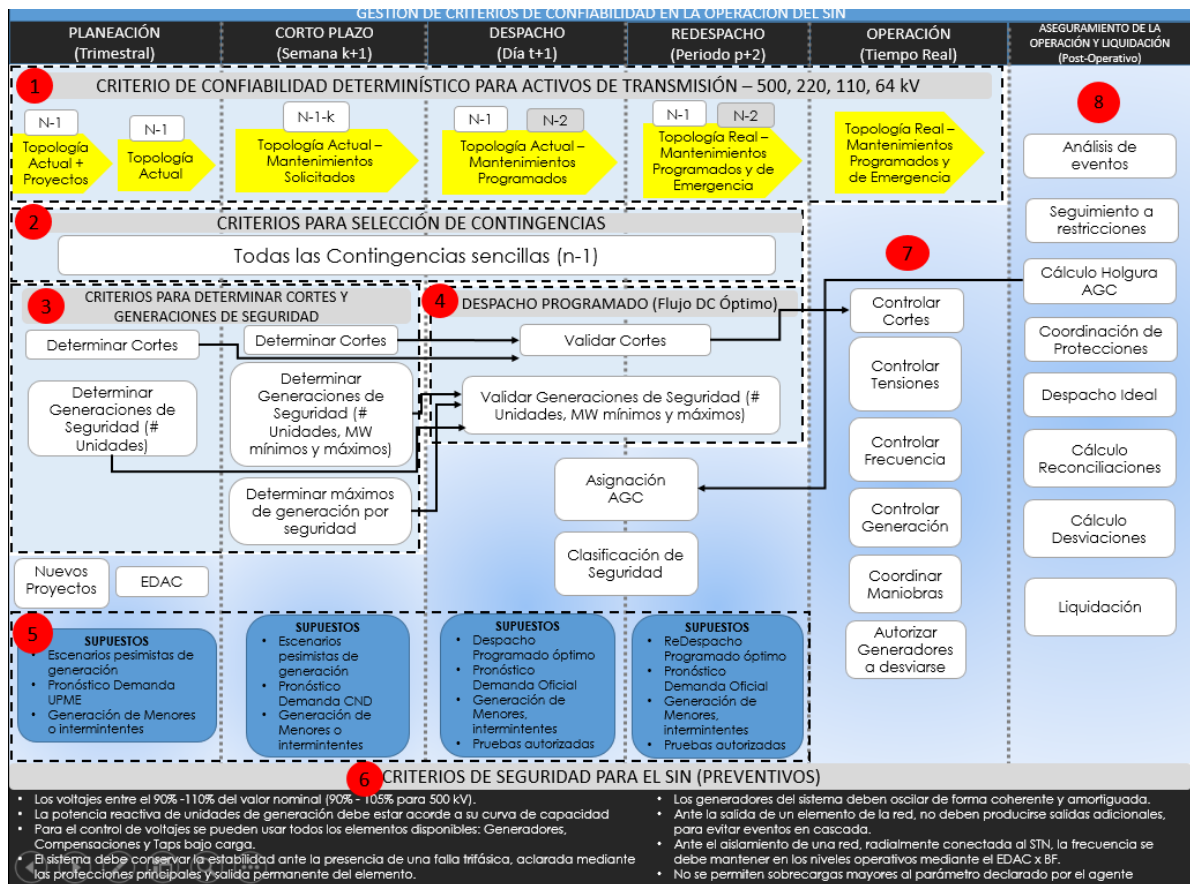 GESTIÓN DE CRITERIOS DE CONFIABILIDAD EN LA OPERACIÓN DEL SIN
PLANEACIÓN
(Trimestral)
CORTO PLAZO
(Semana k+1)
DESPACHO
(Día t+1)
REDESPACHO
(Periodo p+2)
OPERACIÓN
(Tiempo Real)
ASEGURAMIENTO DE LA
OPERACIÓN Y LIQUIDACIÓN
(Post-Operativo)
1
CRITERIO DE CONFIABILIDAD DETERMINÍSTICO PARA ACTIVOS DE TRANSMISIÓN – 500, 220, 110, 64 kV
N-1
Topología
Actual +
Proyectos
N-1
Topología
Actual
N-1-k
Topología Actual –
Mantenimientos
Solicitados
N-1
N-2
Topología Actual –
Mantenimientos
Programados
N-1
N-2
Topología Real –
Mantenimientos
Programados y de
Emergencia
Topología Real –
Mantenimientos
Programados y
de Emergencia
2
CRITERIOS PARA SELECCIÓN DE CONTINGENCIAS
Todas las Contingencias sencillas (n-1)
3
CRITERIOS PARA DETERMINAR CORTES Y
GENERACIONES DE SEGURIDAD
Determinar Cortes
Determinar Cortes
Determinar
Generaciones de
Seguridad (#
Unidades)
Determinar
Generaciones de
Seguridad (#
Unidades, MW
mínimos y máximos)
Determinar máximos
de generación por
seguridad
4
DESPACHO PROGRAMADO (Flujo DC Óptimo)
Validar Cortes
Validar Generaciones de Seguridad (#
Unidades, MW mínimos y máximos)
Asignación
AGC
Clasificación de
Seguridad
Nuevos
Proyectos
EDAC
7
Controlar
Cortes
Controlar
Tensiones
Controlar
Frecuencia
Controlar
Generación
Coordinar
Maniobras
Autorizar
Generadores
a desviarse
8
Análisis de
eventos
Seguimiento a
restricciones
Cálculo Holgura
AGC
Coordinación de
Protecciones
Despacho Ideal
Cálculo
Reconciliaciones
Cálculo
Desviaciones
Liquidación
5
SUPUESTOS
• Escenarios pesimistas de
generación
• Pronóstico Demanda
UPME
• Generación de Menores
o intermitentes
SUPUESTOS
• Escenarios
pesimistas de
generación
• Pronóstico
Demanda CND
• Generación de
Menores o
intermitentes
SUPUESTOS
• Despacho
Programado óptimo
• Pronóstico
Demanda Oficial
• Generación de
Menores,
intermitentes
• Pruebas autorizadas
SUPUESTOS
• ReDespacho
Programado óptimo
• Pronóstico
Demanda Oficial
• Generación de
Menores,
intermitentes
• Pruebas autorizadas
6
CRITERIOS DE SEGURIDAD PARA EL SIN (PREVENTIVOS)
• Los voltajes entre el 90% -110% del valor nominal (90% - 105% para 500 kV).
• La potencia reactiva de unidades de generación debe estar acorde a su curva de capacidad
• Para el control de voltajes se pueden usar todos los elementos disponibles: Generadores,
Compensaciones y Taps bajo carga.
• El sistema debe conservar la estabilidad ante la presencia de una falla trifásica, aclarada mediante
las protecciones principales y salida permanente del elemento.
• Los generadores del sistema deben oscilar de forma coherente y amortiguada.
• Ante la salida de un elemento de la red, no deben producirse salidas adicionales,
para evitar eventos en cascada.
• Ante el aislamiento de una red, radialmente conectada al STN, la frecuencia se
debe mantener en los niveles operativos mediante el EDAC x BF.
• No se permiten sobrecargas mayores al parámetro declarado por el agente